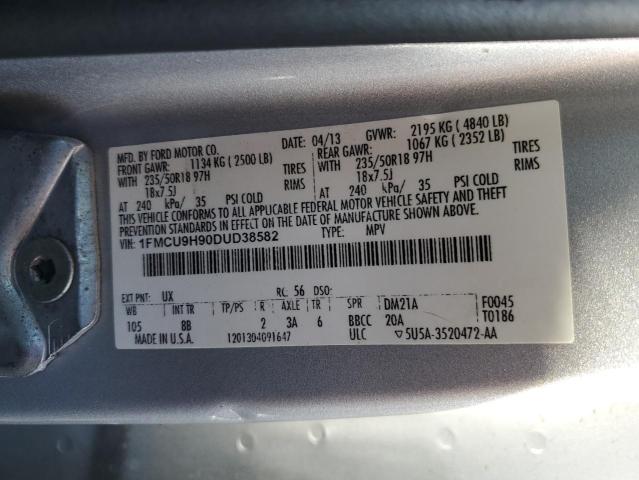 MFD. BY FORD MOTOR CO.
DATE: 04/13 GVWR: 2195 KG ( 4840 LB)
FRONT GAWR: 1134 KG ( 2500 LB) REAR GAWR: 1067 KG ( 2352 LB)
WITH 235/50R18 97H TIRES WITH 235/50R18 97H TIRES
18x7.5J RIMS 18x7.5J RIMS
AT 240 kPa/ 35 PSI COLD AT 240 kPa/ 35 PSI COLD
THIS VEHICLE CONFORMS TO ALL APPLICABLE FEDERAL MOTOR VEHICLE SAFETY AND THEFT
PREVENTION STANDARDS IN EFFECT ON THE DATE OF MANUFACTURE SHOWN ABOVE.
VIN: 1FMCU9H90DUD38582 TYPE: MPV
EXT PNT: UX RC: 56 DSO:
WB INT TR TP/PS R AXLE TR SPR DM21A F0045
105 8B 2 3A 6 BBCC 20A T0186
MADE IN U.S.A. 1201304091647 ULC 5U5A-3520472-AA